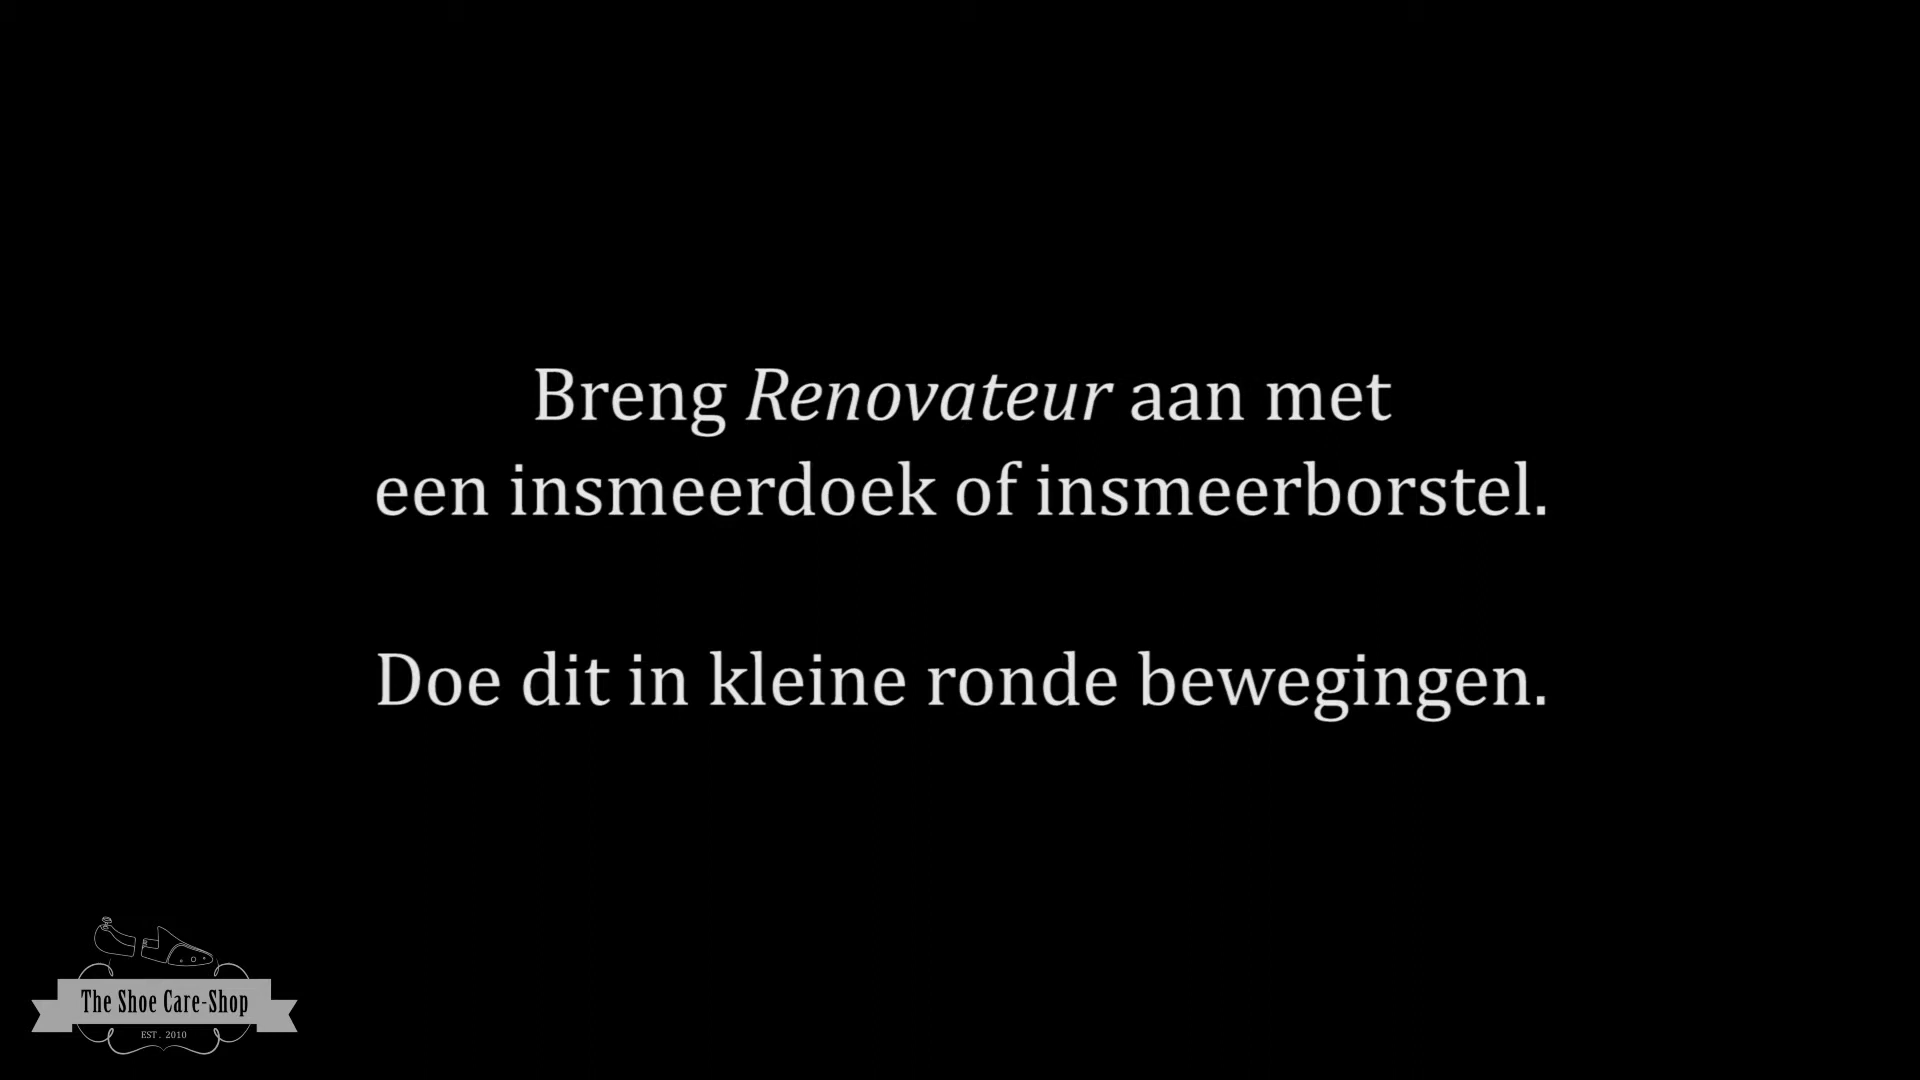 Breng Renovateur aan met
een insmeerdoek of insmeerborstel.
Doe dit in kleine ronde bewegingen.
The Shoe Care-Shop
EST. 2010